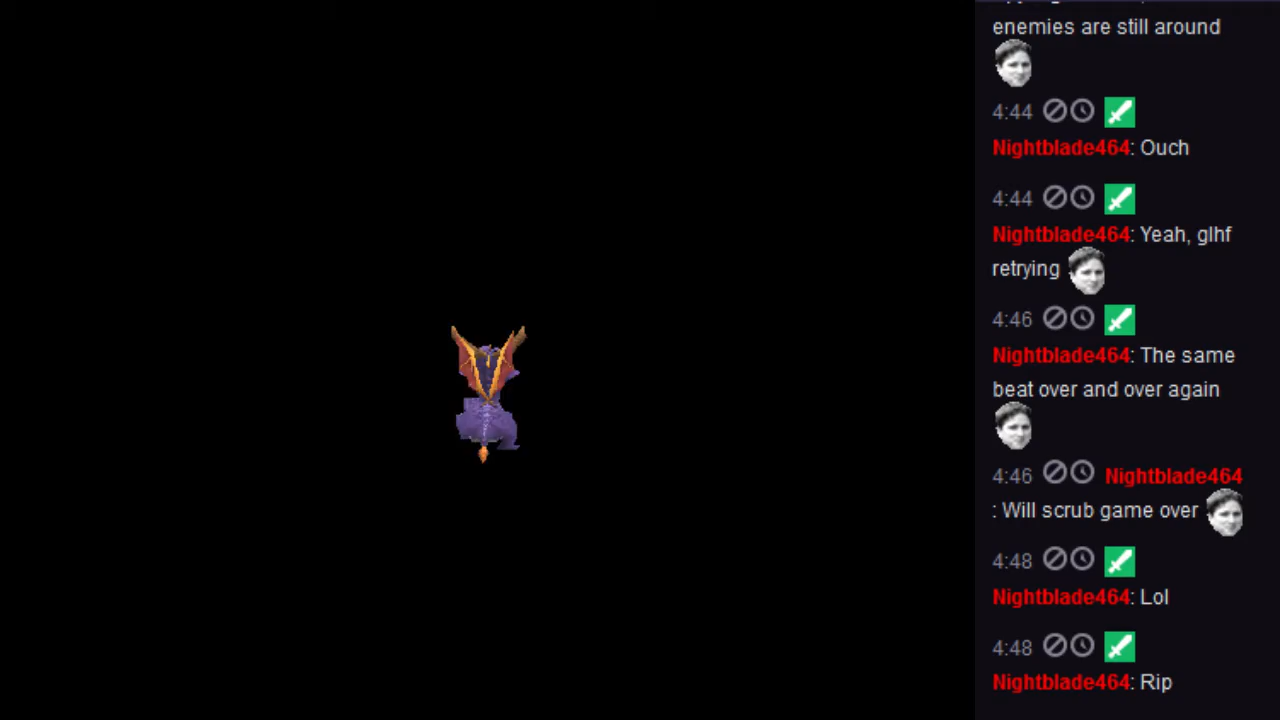 enemies are still around
4:44
Nightblade464: Ouch
4:44
Nightblade464: Yeah, glhf
retrying
4:46
Nightblade464: The same
beat over and over again
4:46 Nightblade464
: Will scrub game over
4:48
Nightblade464: Lol
4:48
Nightblade464: Rip